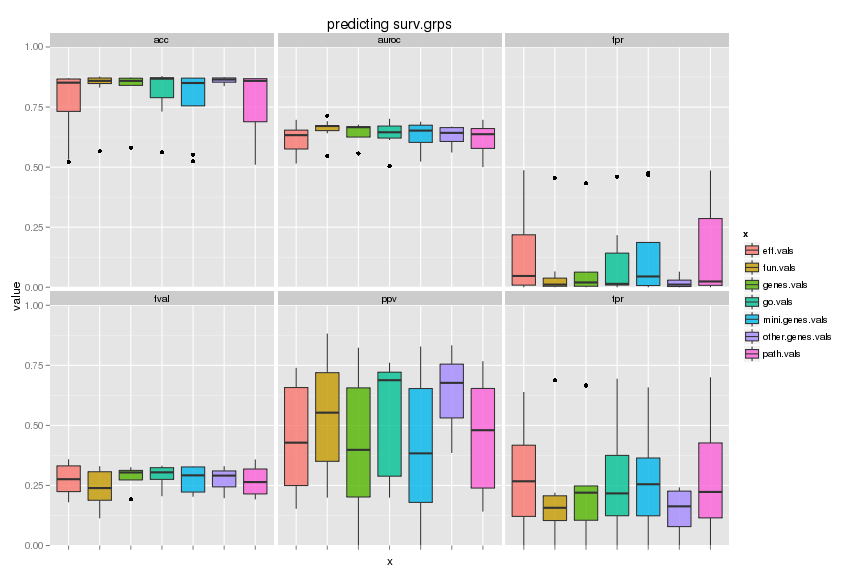 predicting surv.grps
acc
auroc
fpr
1.00
0.75
0.50
0.25
0.00
fval
ppv
tpr
1.00
0.75
0.50
0.25
0.00
value
x
x
eff.vals
fun.vals
genes.vals
go.vals
mini.genes.vals
other.genes.vals
path.vals